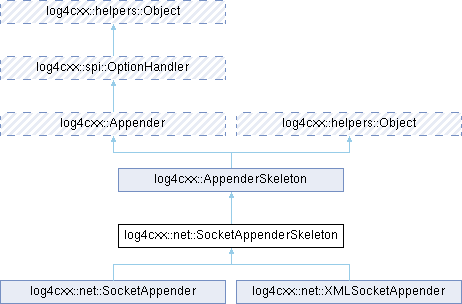 log4cxx::helpers::Object
log4cxx::spi::OptionHandler
log4cxx::Appender
log4cxx::helpers::Object
log4cxx::AppenderSkeleton
log4cxx::net::SocketAppenderSkeleton
log4cxx::net::SocketAppender
log4cxx::net::XMLSocketAppender